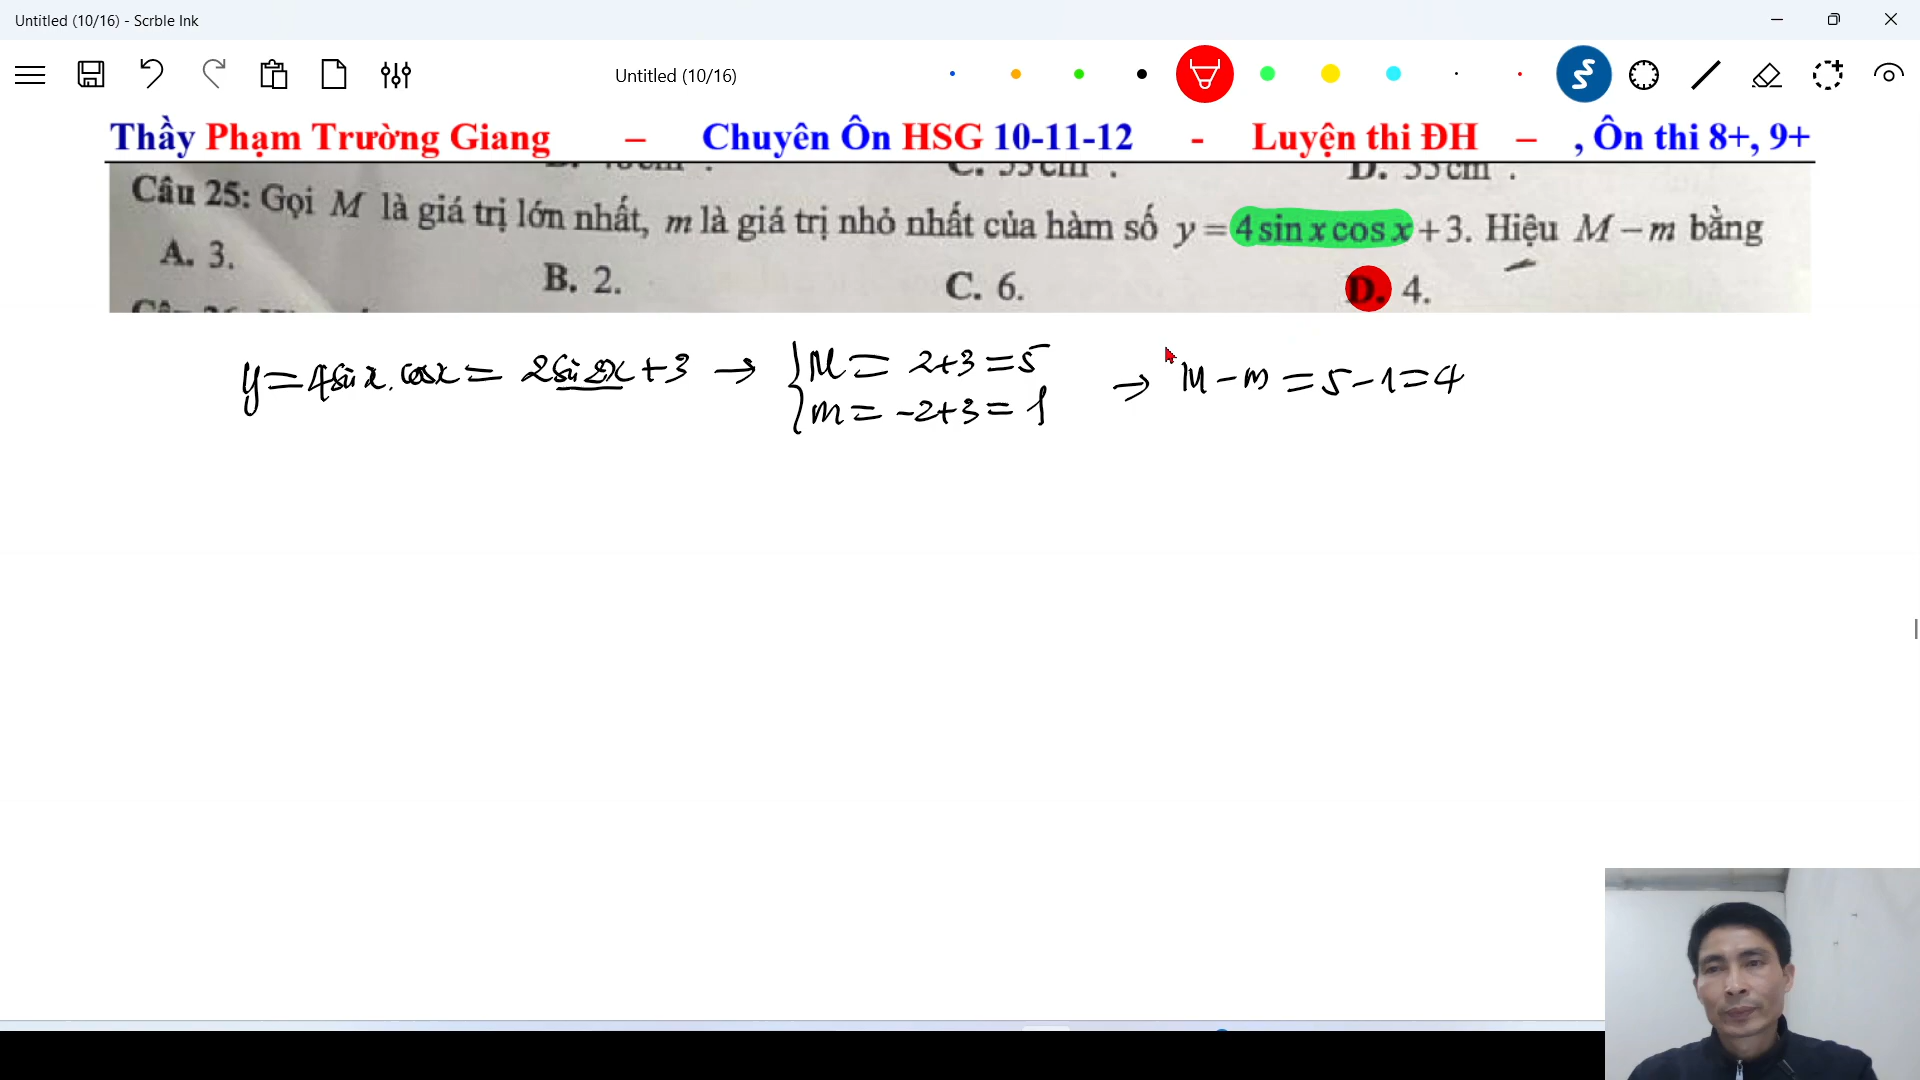 Untitled (10/16) - Scrble Ink
Untitled (10/16)
Thầy Phạm Trường Giang – Chuyên Ôn HSG 10-11-12 - Luyện thi ĐH – , Ôn thi 8+, 9+
C. 35cm . D. 55cm .
Câu 25: Gọi M là giá trị lớn nhất, m là giá trị nhỏ nhất của hàm số y = 4 sin x cos x + 3. Hiệu M – m bằng
A. 3. B. 2. C. 6. D. 4.
y = 4sin x . cos x = 2sin 2x + 3 → { M = 2+3 = 5
m = -2+3 = 1
→ M - m = 5 - 1 = 4